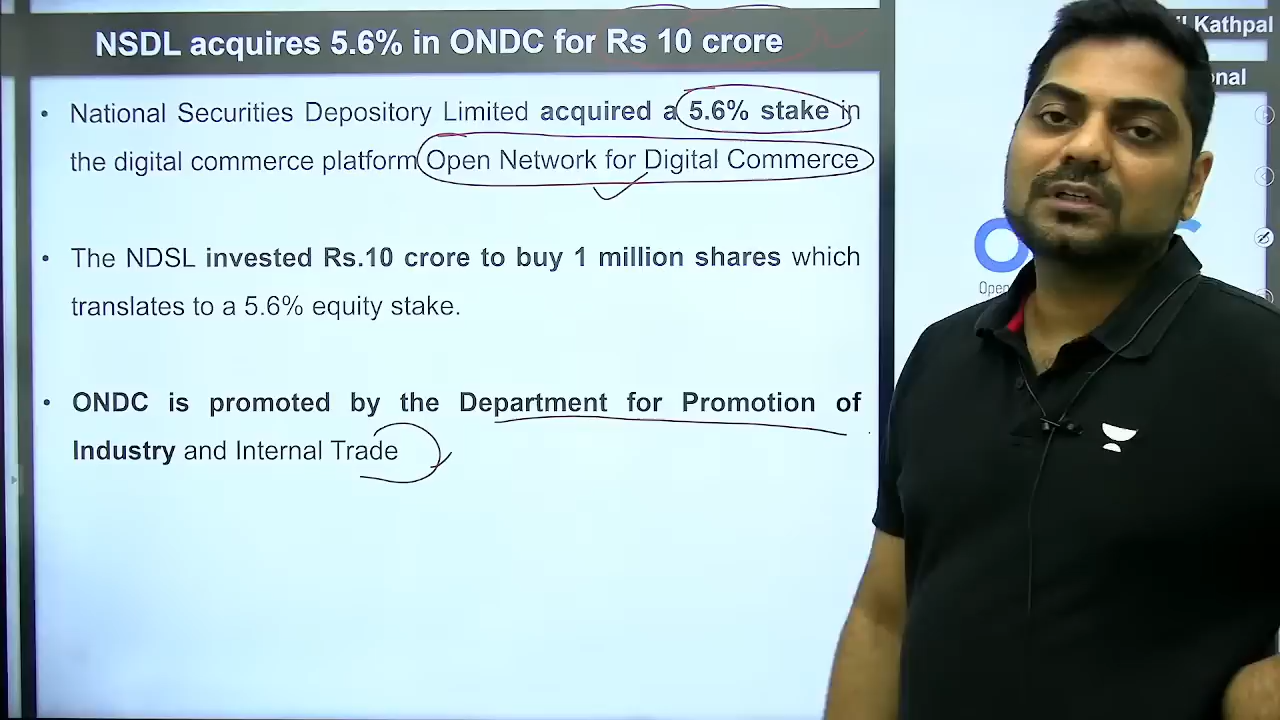 NSDL acquires 5.6% in ONDC for Rs 10 crore
• National Securities Depository Limited acquired a 5.6% stake in
the digital commerce platform Open Network for Digital Commerce
• The NDSL invested Rs.10 crore to buy 1 million shares which
translates to a 5.6% equity stake.
• ONDC is promoted by the Department for Promotion of
Industry and Internal Trade
Kathpal
Open